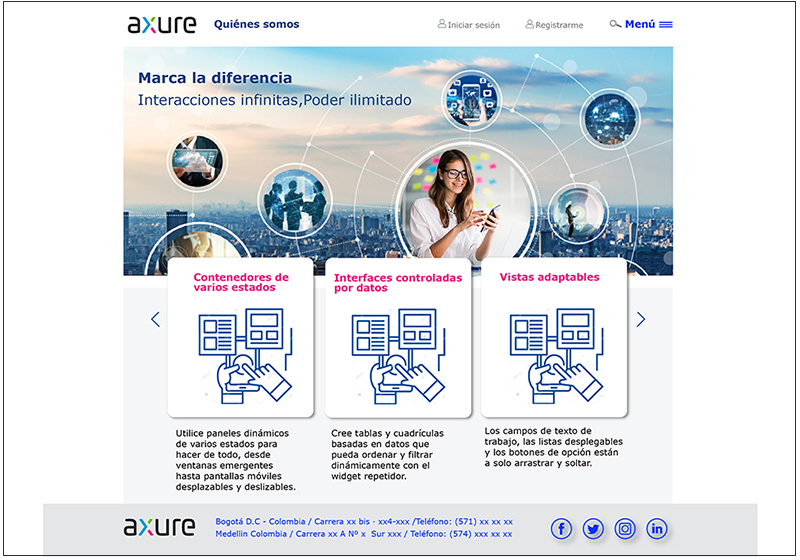 axure
Quiénes somos
Iniciar sesión
Registrarme
Menú
Marca la diferencia
Interacciones infinitas,Poder ilimitado
Contenedores de
varios estados
Interfaces controladas
por datos
Vistas adaptables
Utilice paneles dinámicos
de varios estados para
hacer de todo, desde
ventanas emergentes
hasta pantallas móviles
desplazables y deslizables.
Cree tablas y cuadrículas
basadas en datos que
pueda ordenar y filtrar
dinámicamente con el
widget repetidor.
Los campos de texto de
trabajo, las listas desplegables
y los botones de opción están
a solo arrastrar y soltar.
axure
Bogotá D.C - Colombia / Carrera xx bis · xx4-xxx /Teléfono: (571) xx xx xx
Medellin Colombia / Carrera xx A Nº x Sur xxx / Teléfono: (574) xxx xx xx